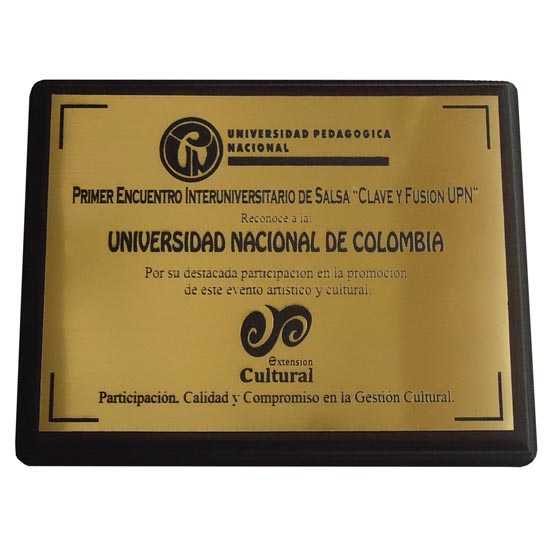 UNIVERSIDAD PEDAGOGICA
NACIONAL
PRIMER ENCUENTRO INTERUNIVERSITARIO DE SALSA "CLAVE Y FUSION UPN"
Reconoce a la:
UNIVERSIDAD NACIONAL DE COLOMBIA
Por su destacada participacion en la promocion
de este evento artistico y cultural.
extension
Cultural
Participación, Calidad y Compromiso en la Gestión Cultural.